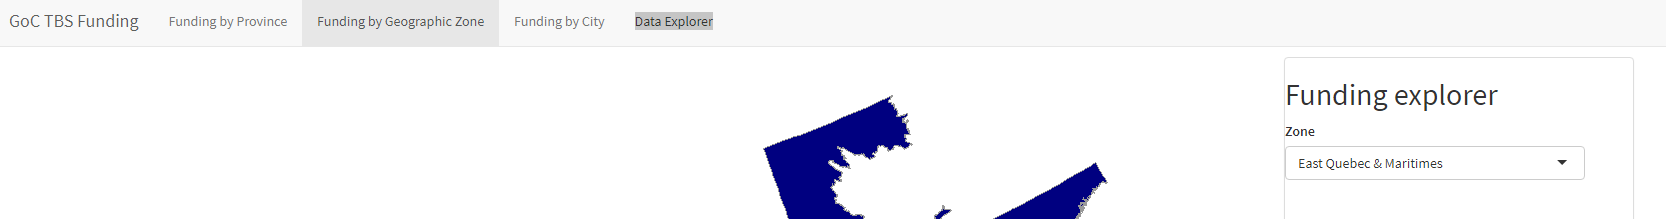 GoC TBS Funding Funding by Province Funding by Geographic Zone Funding by City Data Explorer
Funding explorer
Zone
East Quebec & Maritimes